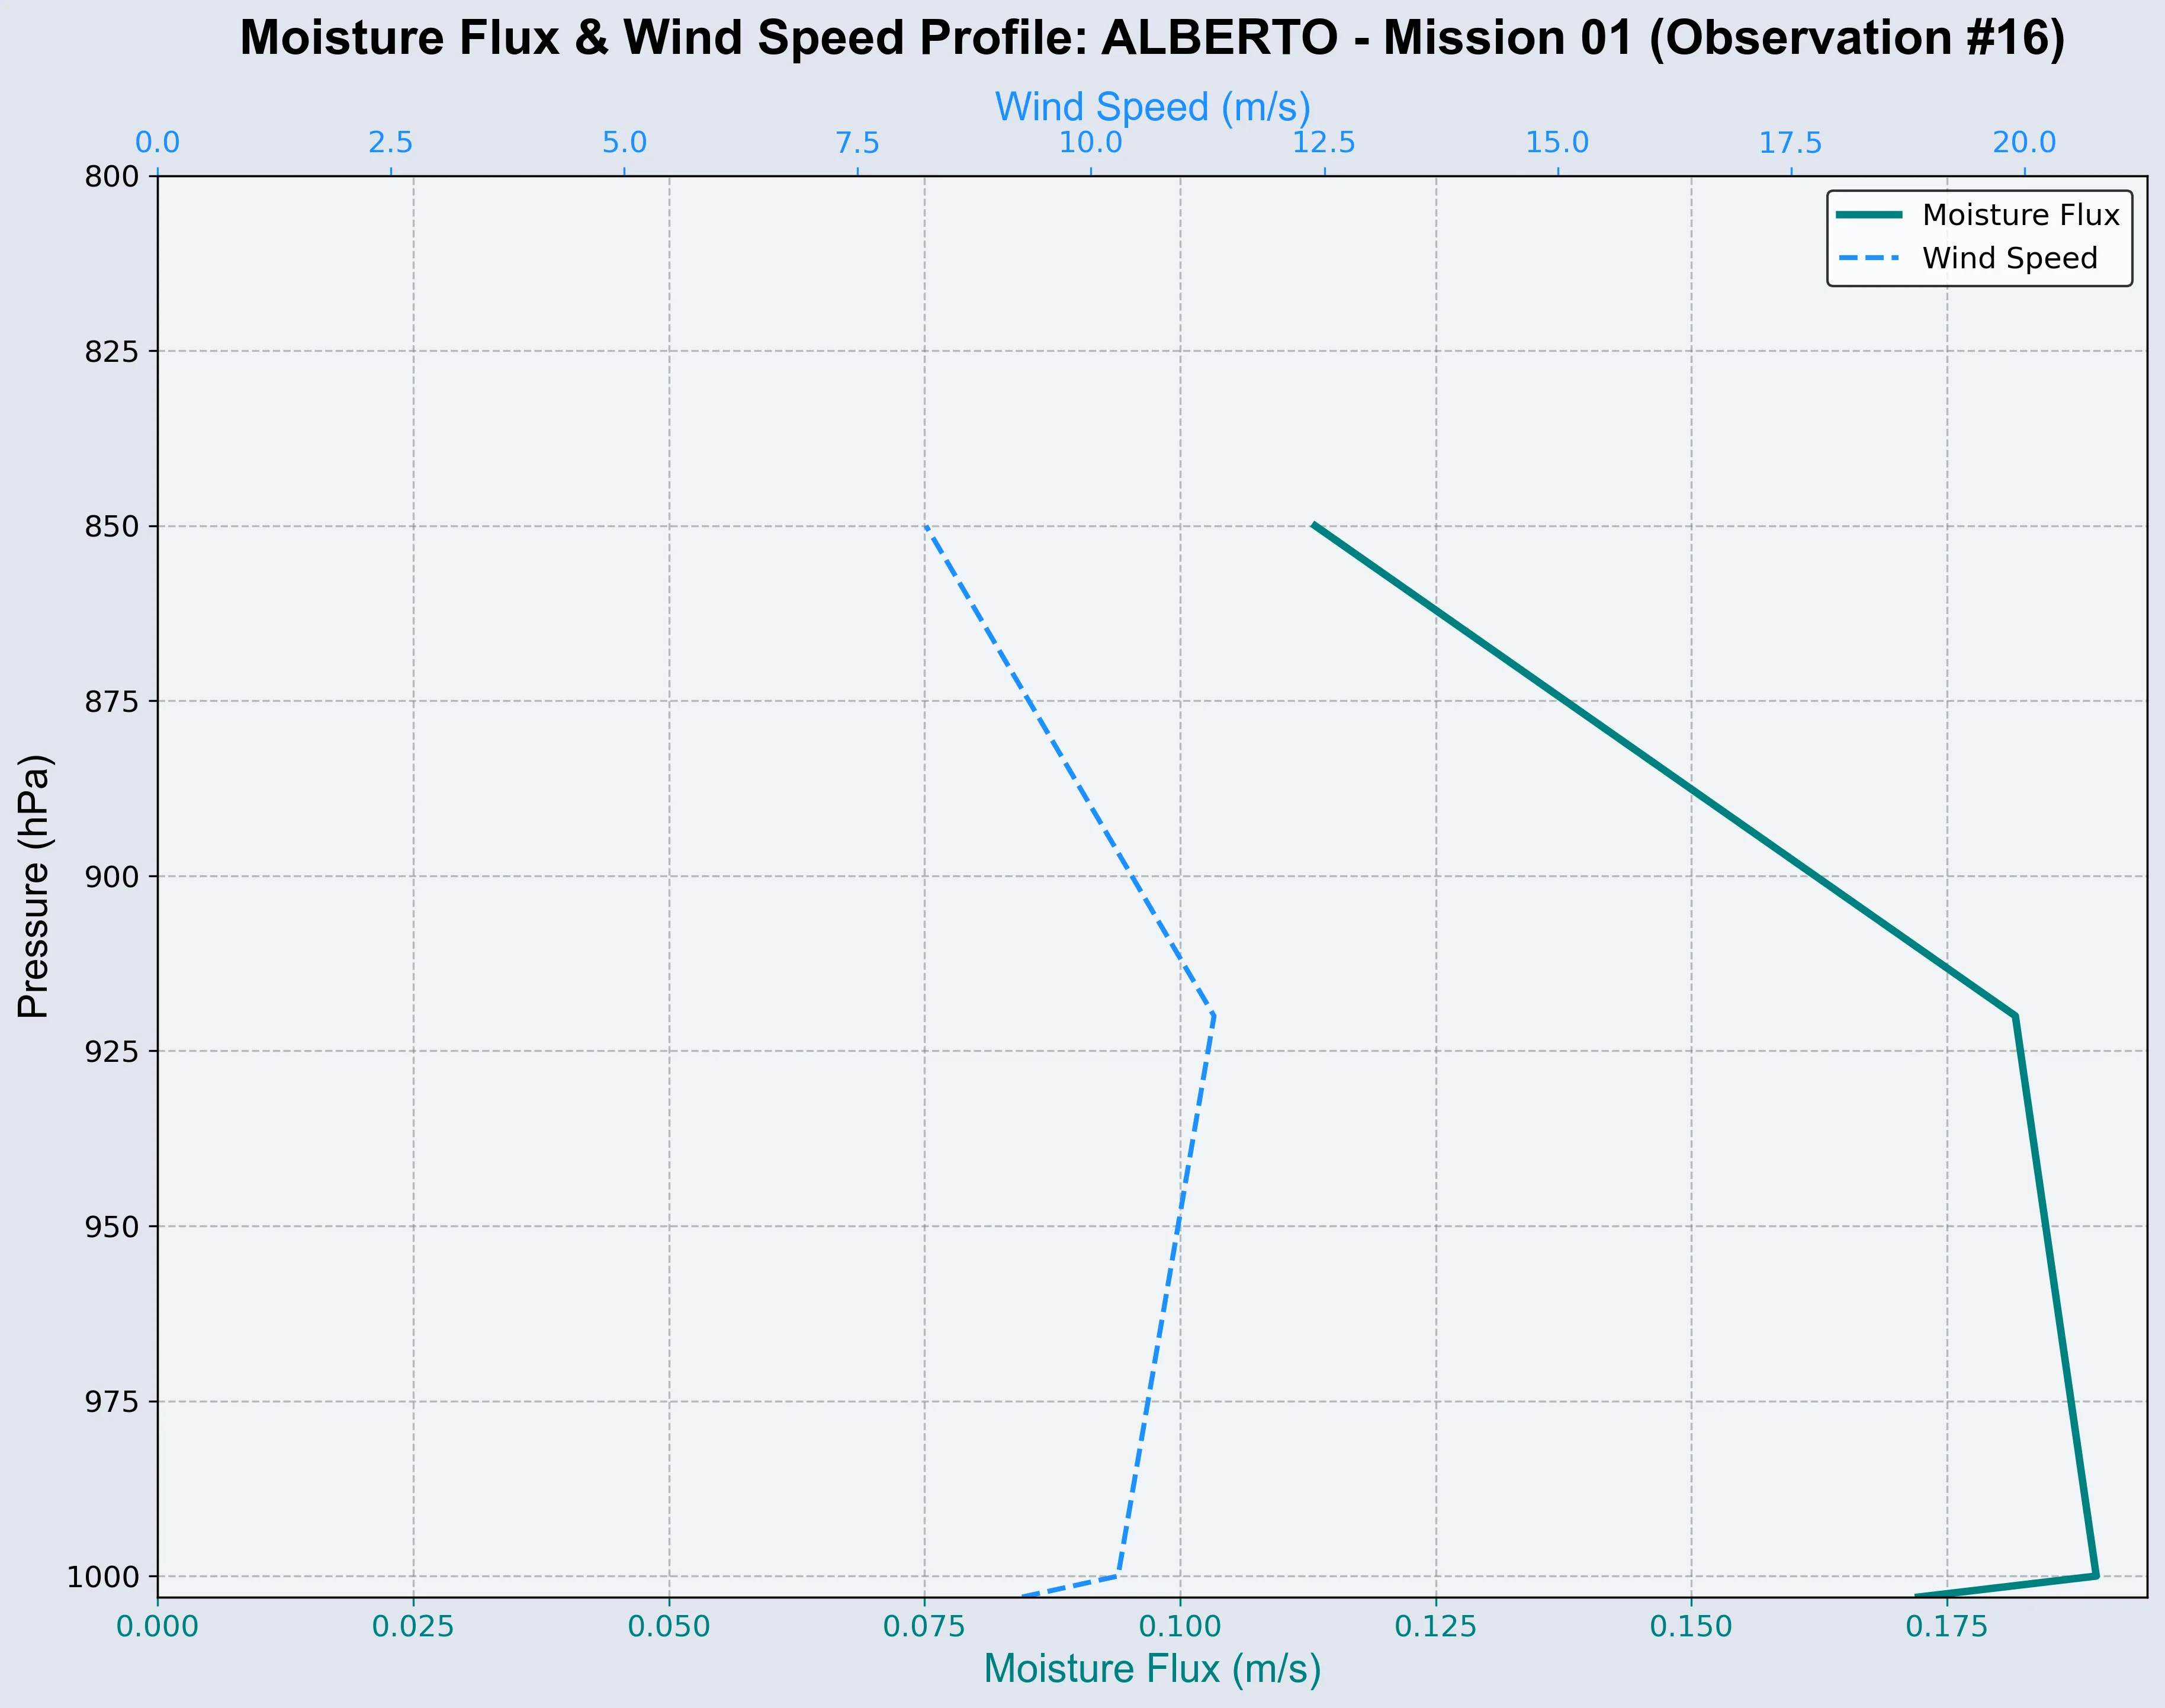 Moisture Flux & Wind Speed Profile: ALBERTO - Mission 01 (Observation #16)
Wind Speed (m/s)
0.0 2.5 5.0 7.5 10.0 12.5 15.0 17.5 20.0
Moisture Flux
Wind Speed
800
825
850
875
900
925
950
975
1000
Pressure (hPa)
0.000 0.025 0.050 0.075 0.100 0.125 0.150 0.175
Moisture Flux (m/s)